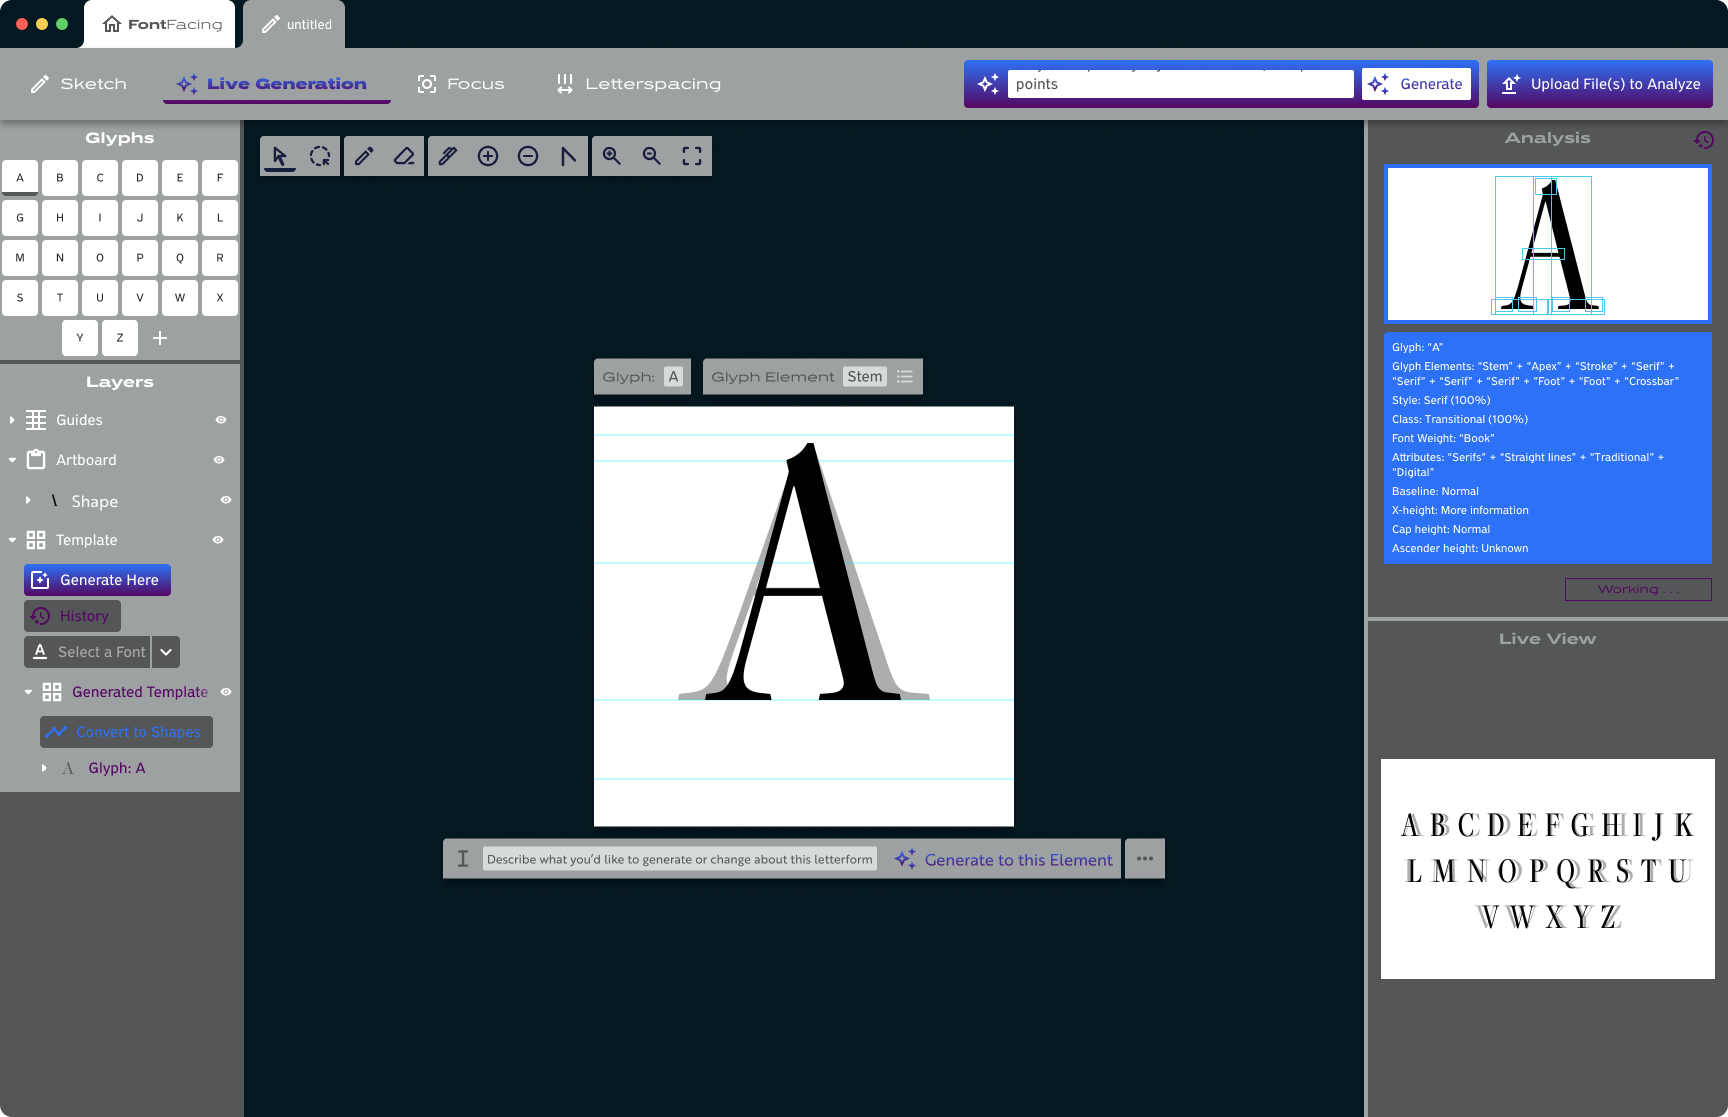 FontFacing
untitled
Sketch
Live Generation
Focus
Letterspacing
points
Generate
Upload File(s) to Analyze
Glyphs
A B C D E F
G H I J K L
M N O P Q R
S T U V W X
Y Z
Layers
Guides
Artboard
Shape
Template
Generate Here
History
A Select a Font
Generated Template
Convert to Shapes
A Glyph: A
Glyph: A
Glyph Element Stem
A
Describe what you'd like to generate or change about this letterform
Generate to this Element
Analysis
A
Glyph: "A"
Glyph Elements: "Stem" + "Apex" + "Stroke" + "Serif" +
"Serif" + "Serif" + "Serif" + "Foot" + "Foot" + "Crossbar"
Style: Serif (100%)
Class: Transitional (100%)
Font Weight: "Book"
Attributes: "Serifs" + "Straight lines" + "Traditional" +
"Digital"
Baseline: Normal
X-height: More information
Cap height: Normal
Ascender height: Unknown
Working . . .
Live View
A B C D E F G H I J K
L M N O P Q R S T U
V W X Y Z